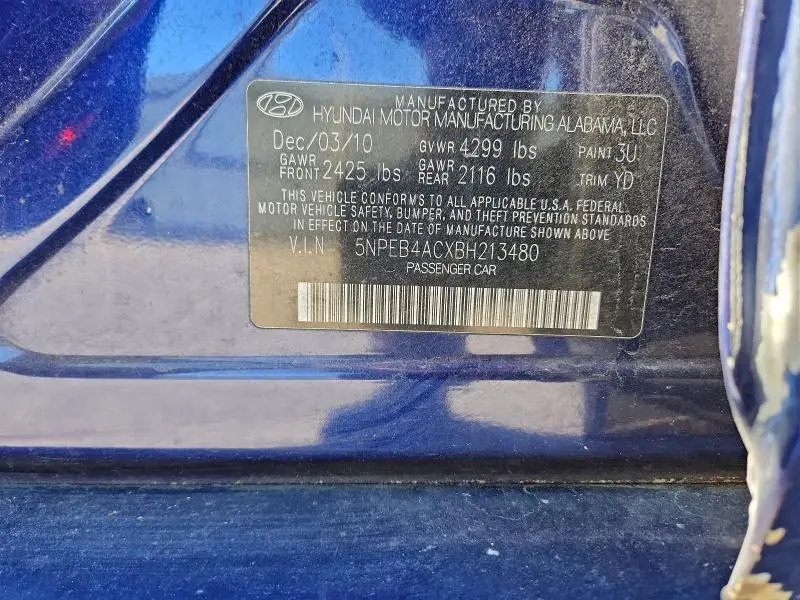 MANUFACTURED BY
HYUNDAI MOTOR MANUFACTURING ALABAMA, LLC
Dec/03/10 GVWR 4299 lbs PAINT 3U
GAWR FRONT 2425 lbs GAWR REAR 2116 lbs TRIM YD
THIS VEHICLE CONFORMS TO ALL APPLICABLE U.S.A. FEDERAL
MOTOR VEHICLE SAFETY, BUMPER, AND THEFT PREVENTION STANDARDS
IN EFFECT ON THE DATE OF MANUFACTURE SHOWN ABOVE
V.I.N 5NPEB4ACXBH213480
PASSENGER CAR